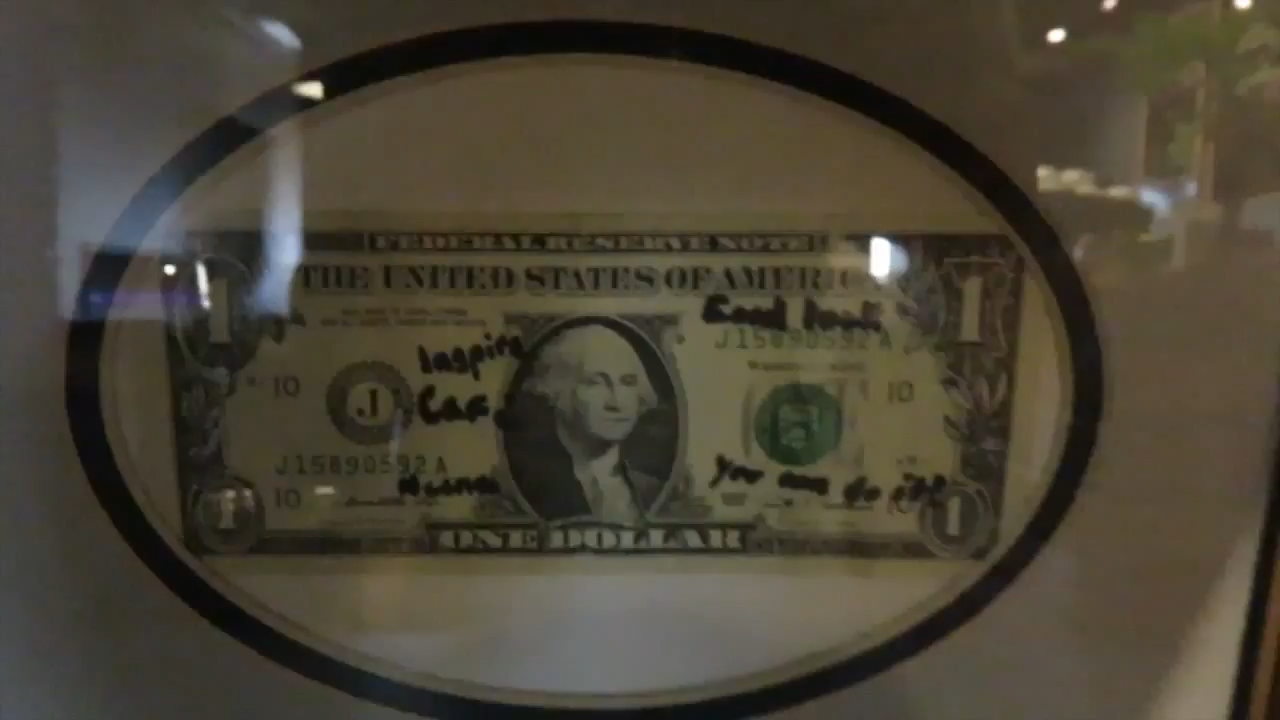 FEDERAL RESERVE NOTE
THE UNITED STATES OF AMERICA
1
1
Good luck
J15890592A
Inspire
10
J
10
J15890592A
You can do it!
10
1
1
ONE DOLLAR